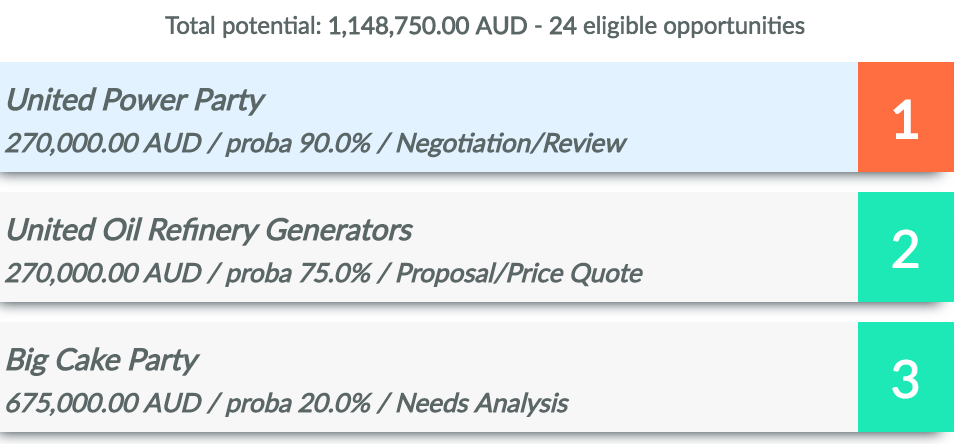 Total potential: 1,148,750.00 AUD - 24 eligible opportunities
United Power Party
270,000.00 AUD / proba 90.0% / Negotiation/Review
1
United Oil Refinery Generators
270,000.00 AUD / proba 75.0% / Proposal/Price Quote
2
Big Cake Party
675,000.00 AUD / proba 20.0% / Needs Analysis
3